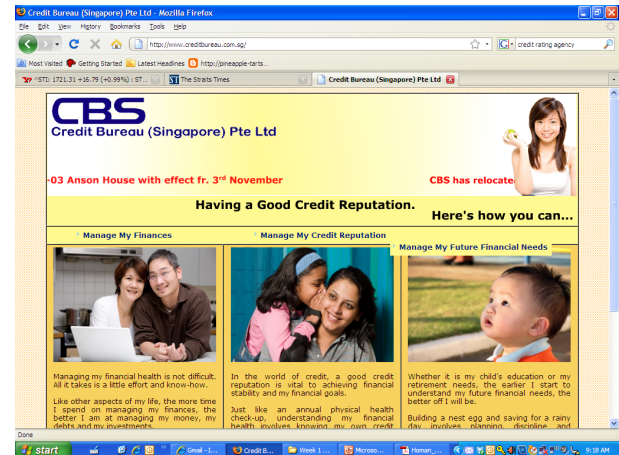 Credit Bureau (Singapore) Pte Ltd - Mozilla Firefox
File Edit View History Bookmarks Tools Help
http://www.creditbureau.com.sg/
credit rating agency
Most Visited Getting Started Latest Headlines http://pineapple-tarts...
^STI: 1721.31 +16.79 (+0.99%) : ST...
The Straits Times
Credit Bureau (Singapore) Pte Ltd
CBS
Credit Bureau (Singapore) Pte Ltd
-03 Anson House with effect fr. 3rd November
CBS has relocate
Having a Good Credit Reputation.
Here's how you can...
Manage My Finances
Manage My Credit Reputation
Manage My Future Financial Needs
Managing my financial health is not difficult.
All it takes is a little effort and know-how.
Like other aspects of my life, the more time
I spend on managing my finances, the
better I am at managing my money, my
debts and my investments.
In the world of credit, a good credit
reputation is vital to achieving financial
stability and my financial goals.
Just like an annual physical health
check-up, understanding my financial
health involves knowing my own credit
Whether it is my child's education or my
retirement needs, the earlier I start to
understand my future financial needs, the
better off I will be.
Building a nest egg and saving for a rainy
day involves planning, discipline and
Done
start
Gmail - I...
Credit B...
Week 1 ...
Microso...
Homan_...
9:18 AM